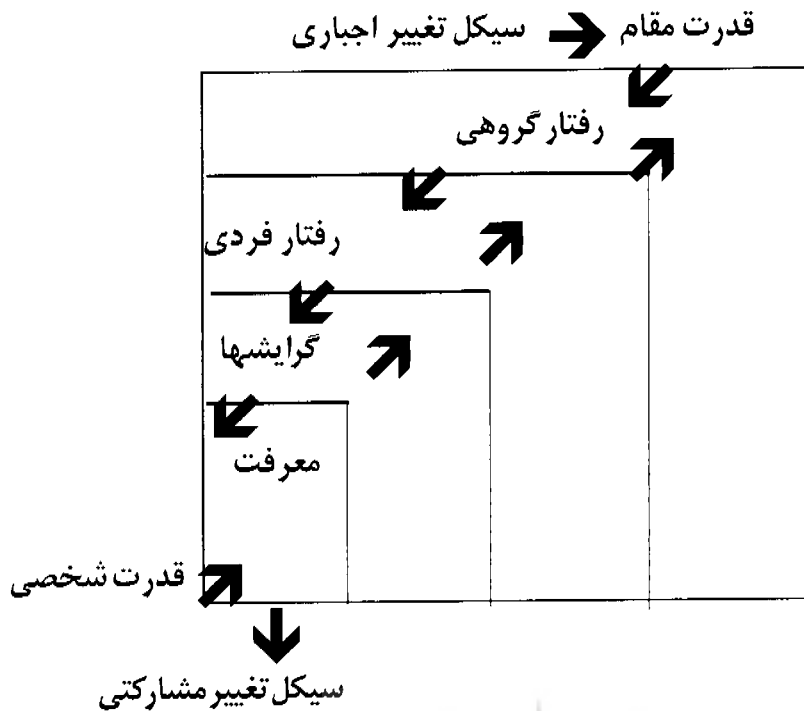 قدرت مقام سیکل تغییر اجباری
رفتار گروهی
رفتار فردی
گرایشها
معرفت
قدرت شخصی
سیکل تغییر مشارکتی